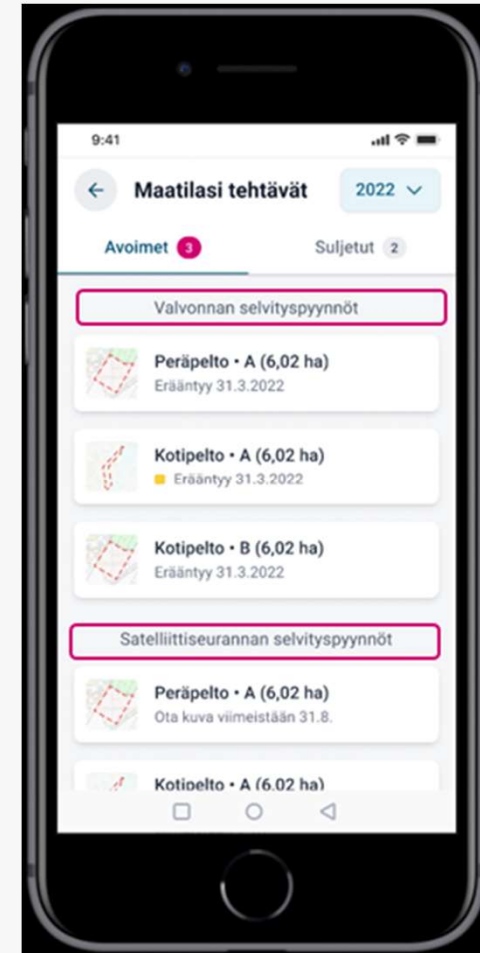 9:41
Maatilasi tehtävät
2022
Avoimet 3
Suljetut 2
Valvonnan selvityspyynnöt
Peräpelto • A (6,02 ha)
Erääntyy 31.3.2022
Kotipelto • A (6,02 ha)
Erääntyy 31.3.2022
Kotipelto • B (6,02 ha)
Erääntyy 31.3.2022
Satelliittiseurannan selvityspyynnöt
Peräpelto • A (6,02 ha)
Ota kuva viimeistään 31.8.
Kotipelto • A (6,02 ha)